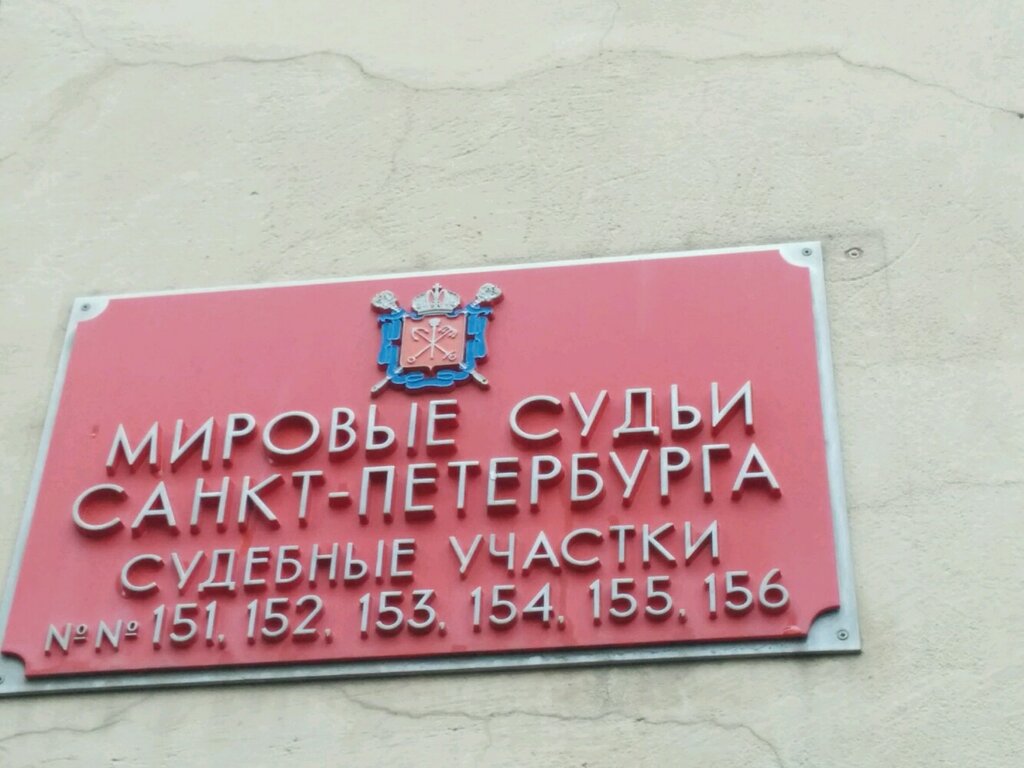 МИРОВЫЕ СУДЬИ
САНКТ-ПЕТЕРБУРГА
СУДЕБНЫЕ УЧАСТКИ
№№ 151, 152, 153, 154, 155, 156